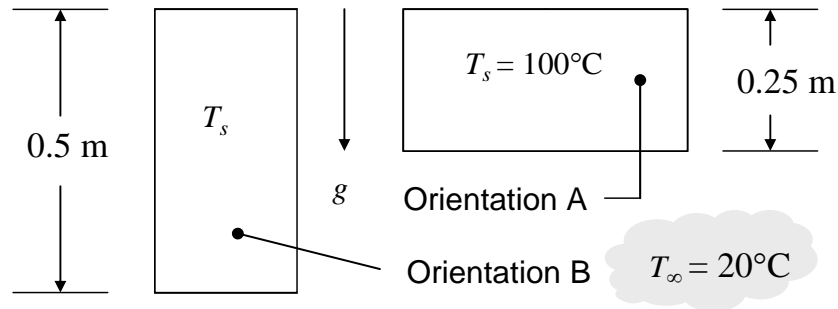 0.5 m
T_s
g
T_s = 100°C
0.25 m
Orientation A
Orientation B
T_∞ = 20°C